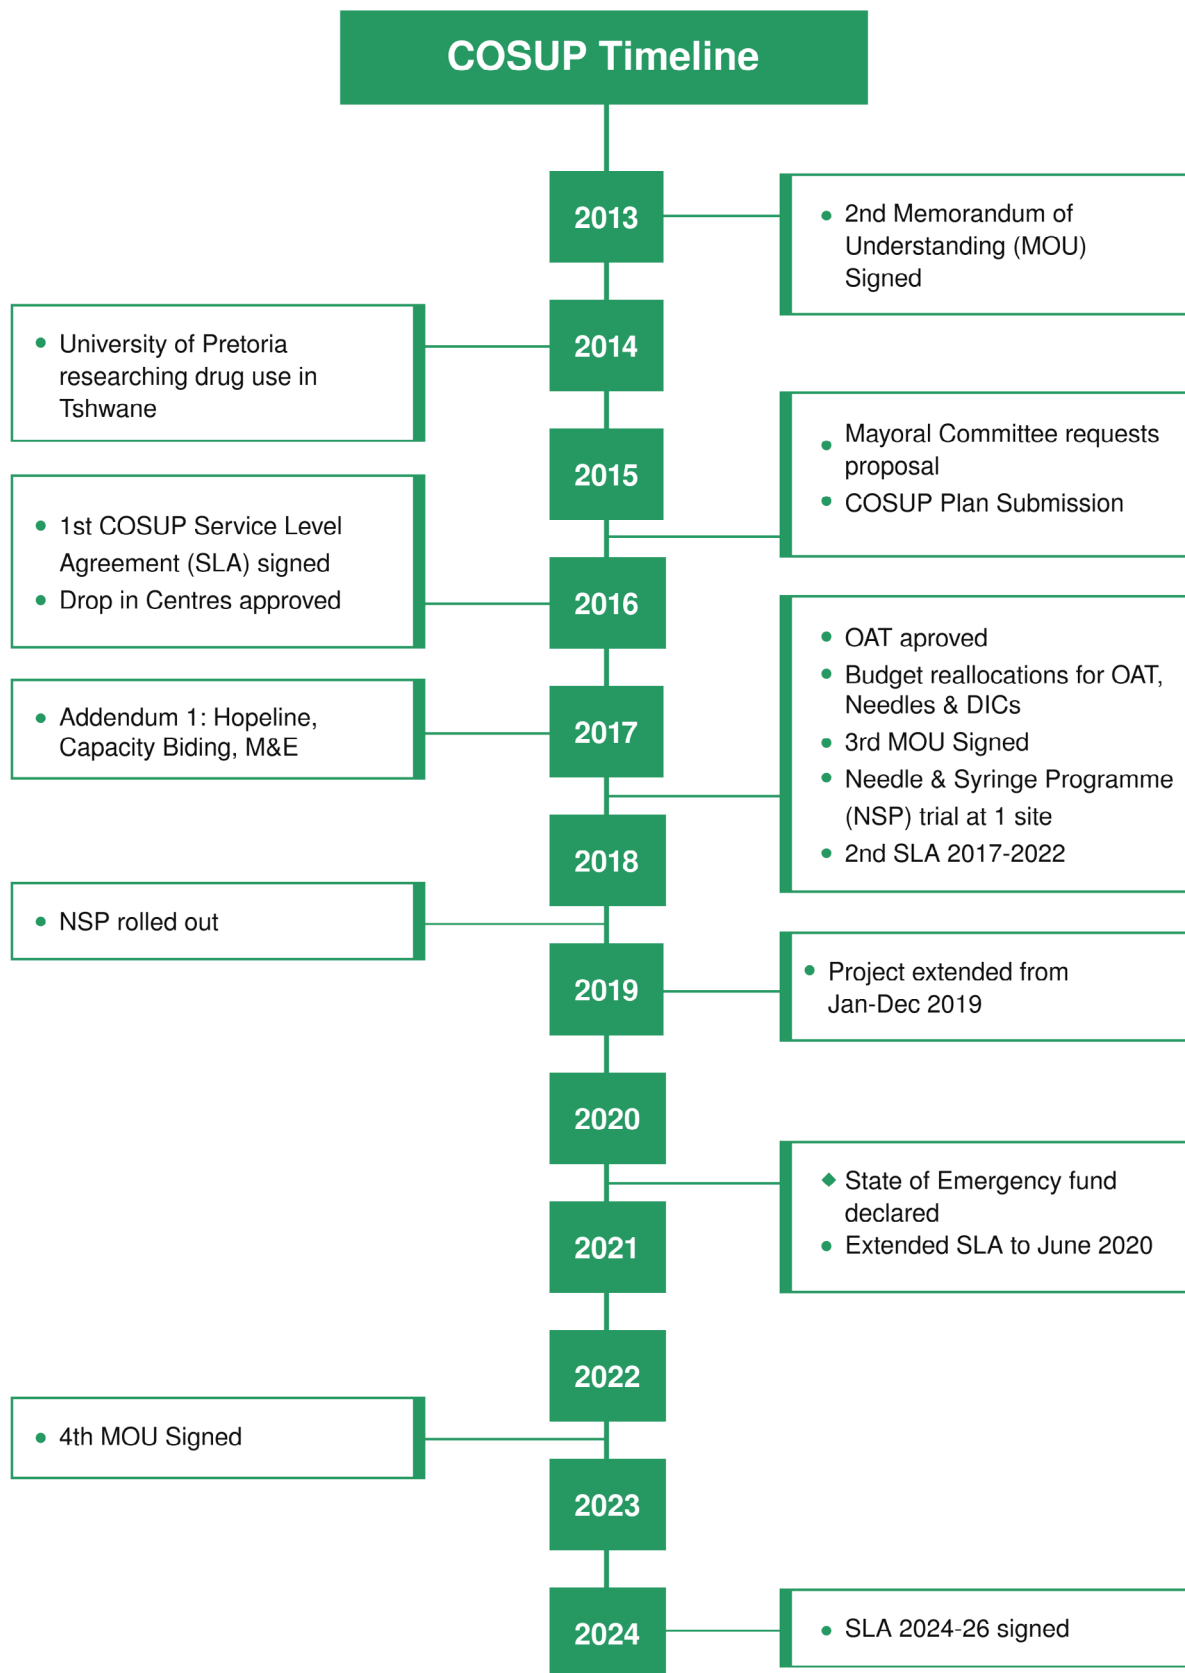 COSUP Timeline
2013
2nd Memorandum of
Understanding (MOU)
Signed
2014
University of Pretoria
researching drug use in
Tshwane
2015
Mayoral Committee requests
proposal
COSUP Plan Submission
2016
1st COSUP Service Level
Agreement (SLA) signed
Drop in Centres approved
2017
Addendum 1: Hopeline,
Capacity Biding, M&E
OAT aproved
Budget reallocations for OAT,
Needles & DICs
3rd MOU Signed
Needle & Syringe Programme
(NSP) trial at 1 site
2nd SLA 2017-2022
2018
NSP rolled out
2019
Project extended from
Jan-Dec 2019
2020
State of Emergency fund
declared
Extended SLA to June 2020
2021
2022
4th MOU Signed
2023
2024
SLA 2024-26 signed